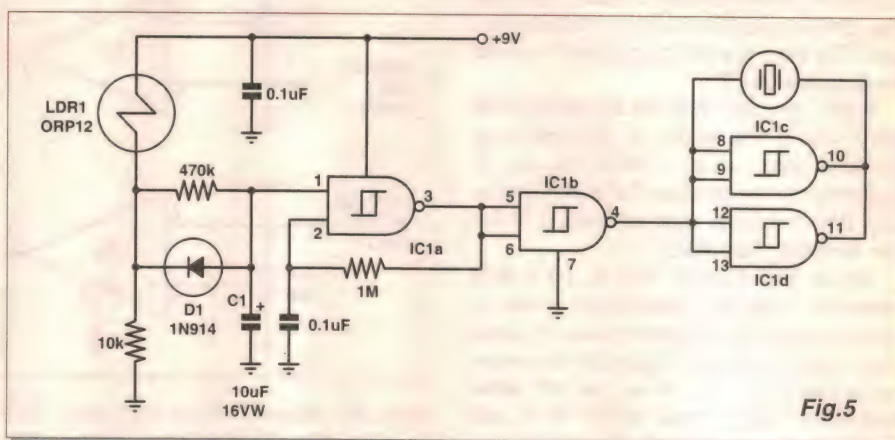 +9V
LDR1
ORP12
0.1uF
470k
1
2
3
IC1a
5
6
IC1b
4
7
8
9
IC1c
10
12
13
11
IC1d
D1
1N914
C1 +
1M
0.1uF
10k
10uF
16VW
Fig.5